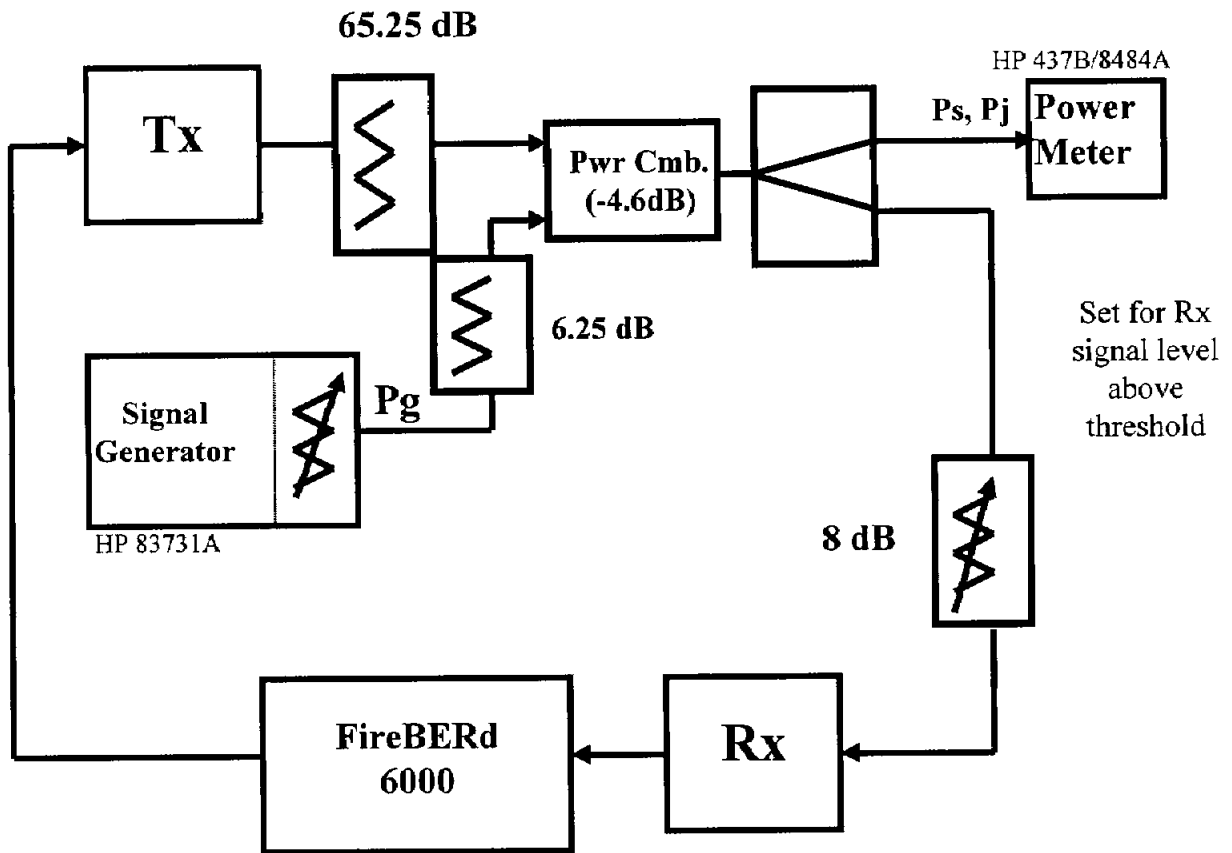 65.25 dB
HP 437B/8484A
Tx
Ps, Pj
Power
Meter
Pwr Cmb.
(-4.6dB)
6.25 dB
Set for Rx
signal level
above
threshold
Signal
Generator
Pg
HP 83731A
8 dB
FireBERd
6000
Rx